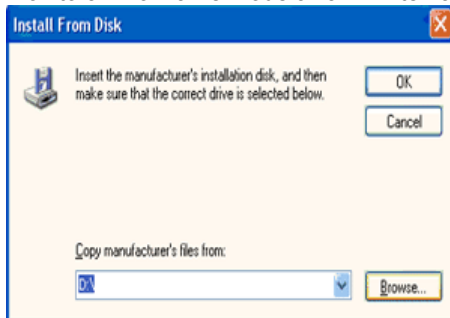 Install From Disk
Insert the manufacturer's installation disk, and then
make sure that the correct drive is selected below.
OK
Cancel
Copy manufacturer's files from:
D:\
Browse...